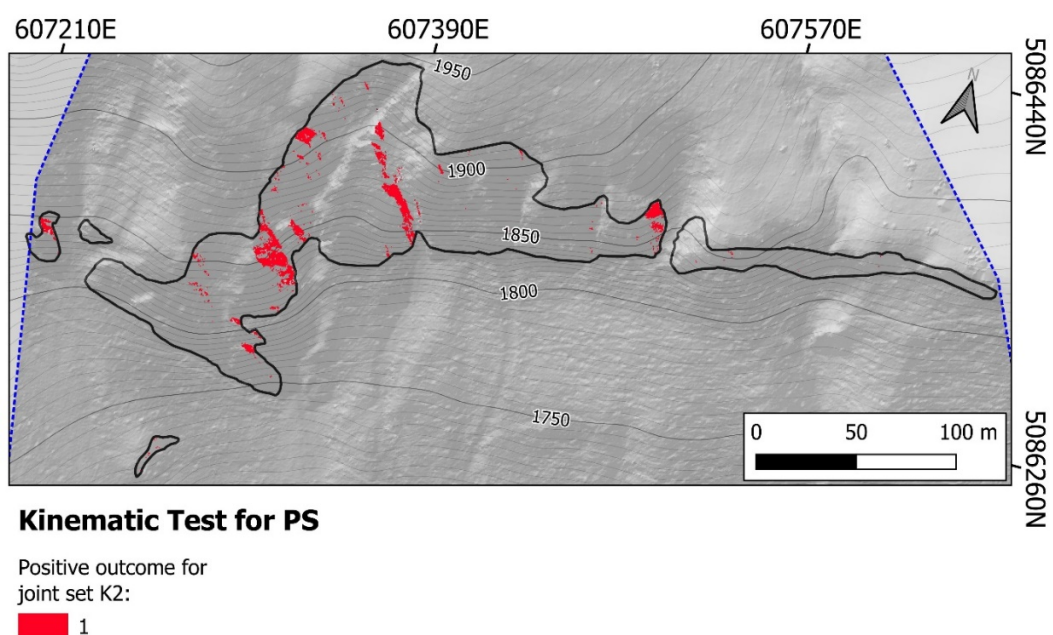 607210E
607390E
607570E
N
5086440N
1950
1900
1850
1800
1750
5086260N
0 50 100 m
Kinematic Test for PS
Positive outcome for
joint set K2:
1